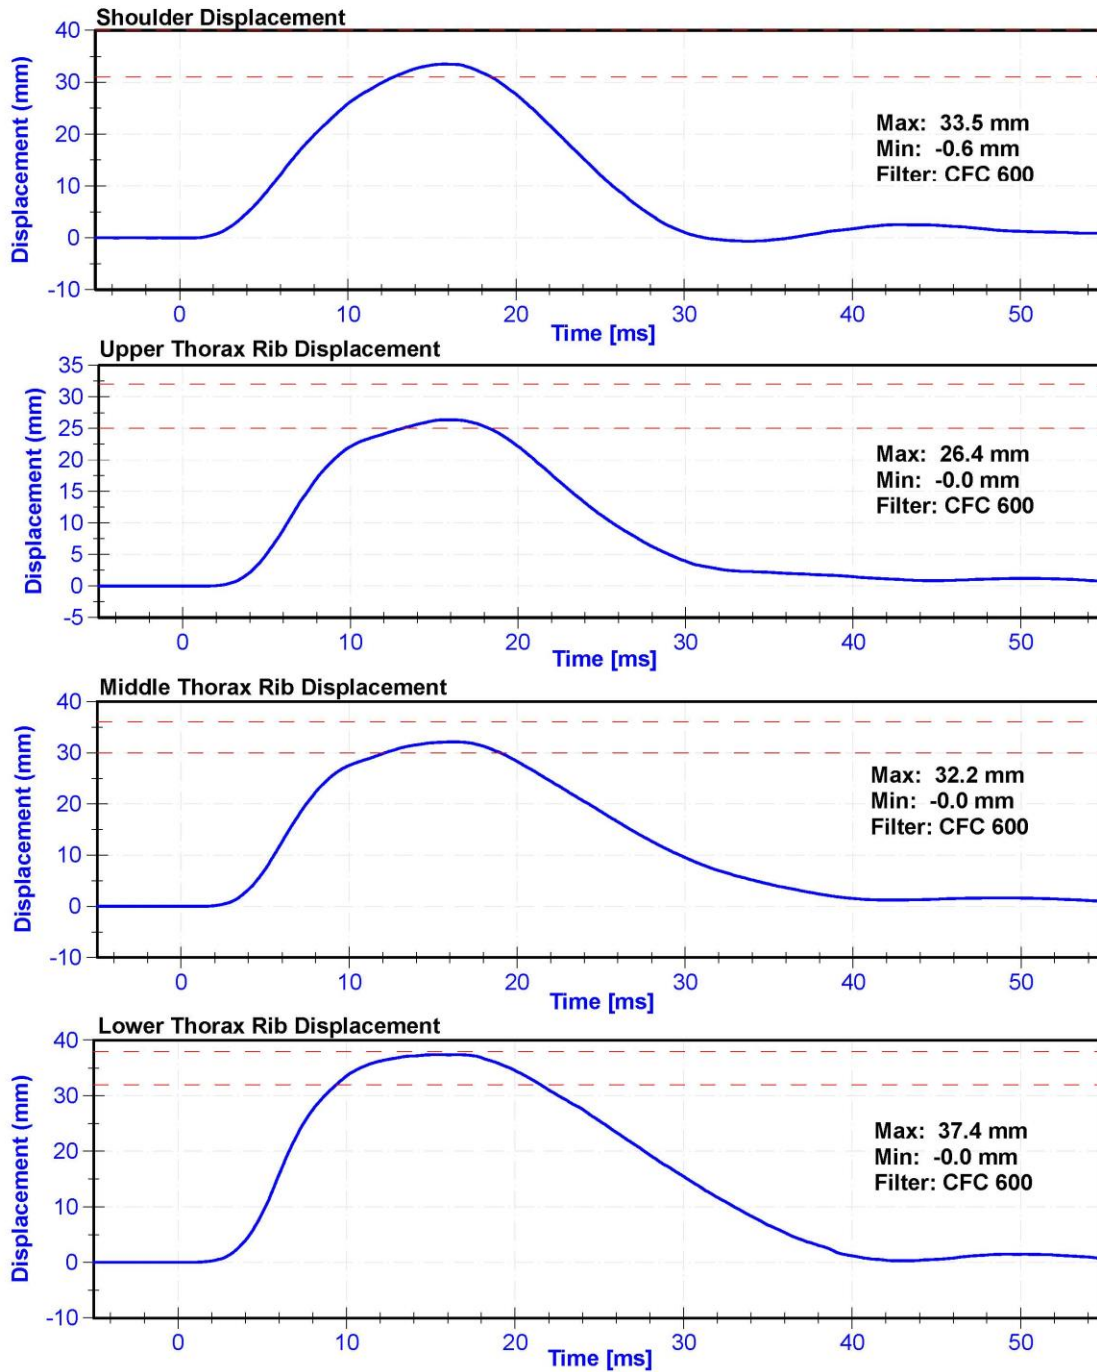 Shoulder Displacement
Displacement (mm)
40
30
20
10
0
-10
Max: 33.5 mm
Min: -0.6 mm
Filter: CFC 600
0 10 20 30 40 50
Time [ms]
Upper Thorax Rib Displacement
Displacement (mm)
35
30
25
20
15
10
5
0
-5
Max: 26.4 mm
Min: -0.0 mm
Filter: CFC 600
0 10 20 30 40 50
Time [ms]
Middle Thorax Rib Displacement
Displacement (mm)
40
30
20
10
0
-10
Max: 32.2 mm
Min: -0.0 mm
Filter: CFC 600
0 10 20 30 40 50
Time [ms]
Lower Thorax Rib Displacement
Displacement (mm)
40
30
20
10
0
-10
Max: 37.4 mm
Min: -0.0 mm
Filter: CFC 600
0 10 20 30 40 50
Time [ms]